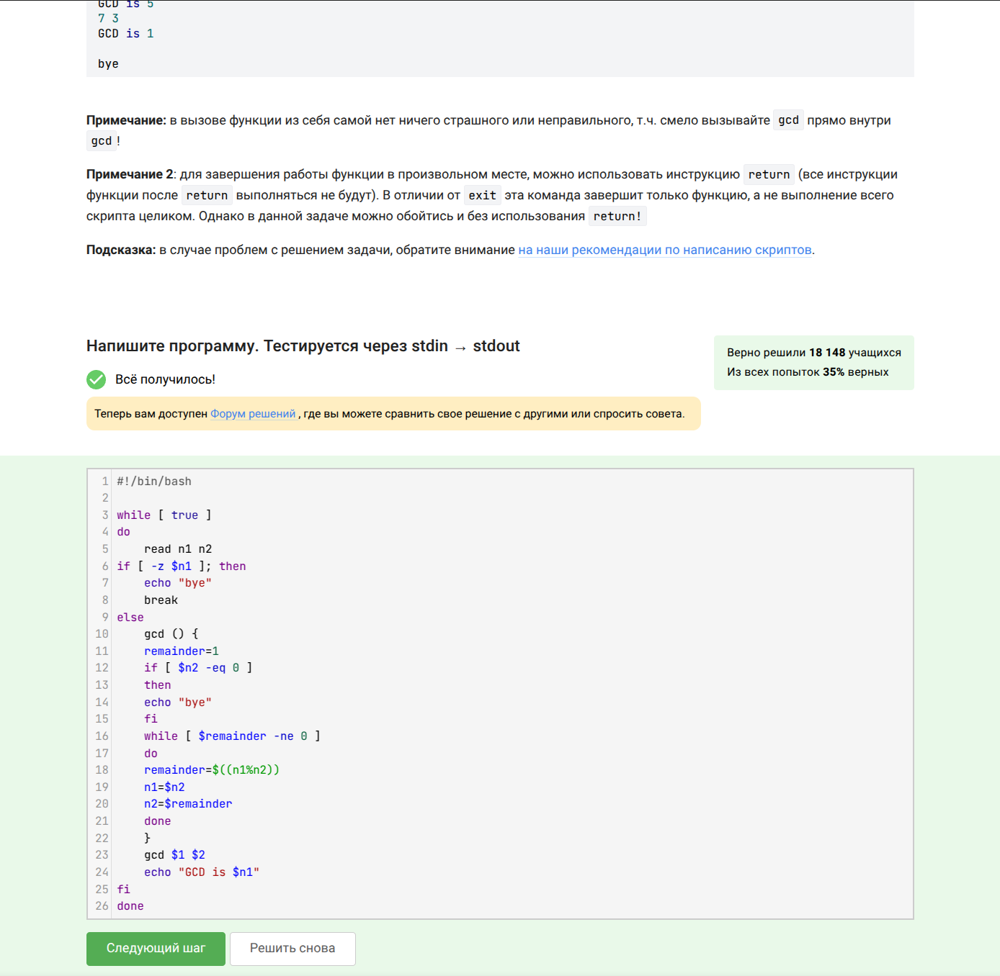 GCD is 5
7 3
GCD is 1
bye
Примечание: в вызове функции из себя самой нет ничего страшного или неправильного, т.ч. смело вызывайте gcd прямо внутри
gcd !
Примечание 2: для завершения работы функции в произвольном месте, можно использовать инструкцию return (все инструкции
функции после return выполняться не будут). В отличии от exit эта команда завершит только функцию, а не выполнение всего
скрипта целиком. Однако в данной задаче можно обойтись и без использования return!
Подсказка: в случае проблем с решением задачи, обратите внимание на наши рекомендации по написанию скриптов.
Напишите программу. Тестируется через stdin → stdout
Верно решили 18 148 учащихся
Из всех попыток 35% верных
Всё получилось!
Теперь вам доступен Форум решений , где вы можете сравнить свое решение с другими или спросить совета.
1 #!/bin/bash
2
3 while [ true ]
4 do
5     read n1 n2
6 if [ -z $n1 ]; then
7     echo "bye"
8     break
9 else
10     gcd () {
11     remainder=1
12     if [ $n2 -eq 0 ]
13     then
14     echo "bye"
15     fi
16     while [ $remainder -ne 0 ]
17     do
18     remainder=$((n1%n2))
19     n1=$n2
20     n2=$remainder
21     done
22     }
23     gcd $1 $2
24     echo "GCD is $n1"
25 fi
26 done
Следующий шаг
Решить снова